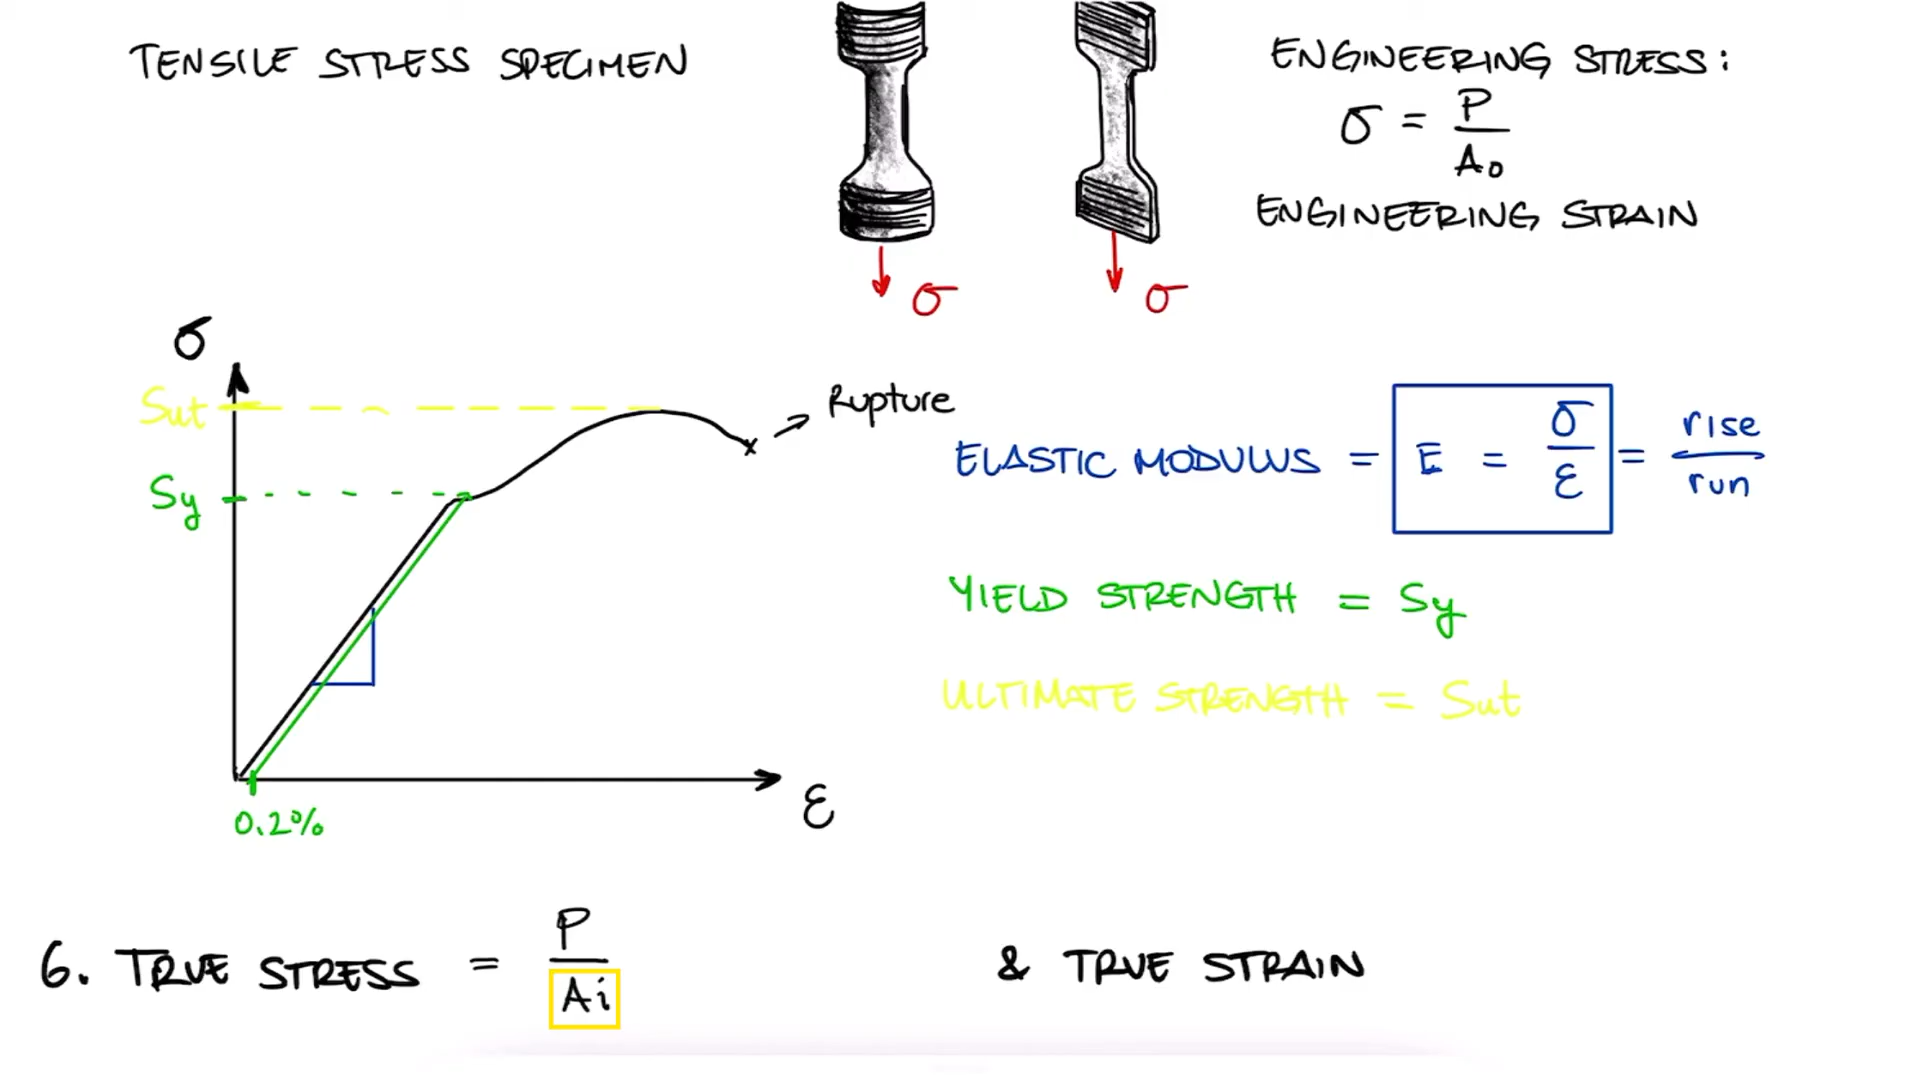 TENSILE STRESS SPECIMEN
ENGINEERING STRESS:
σ = P / A₀
ENGINEERING STRAIN
σ
σ
σ
Sut
Rupture
ELASTIC MODULUS = E = σ / ε = rise / run
Sy
YIELD STRENGTH = Sy
ULTIMATE STRENGTH = Sut
ε
0.2%
6. TRUE STRESS = P / Ai & TRUE STRAIN